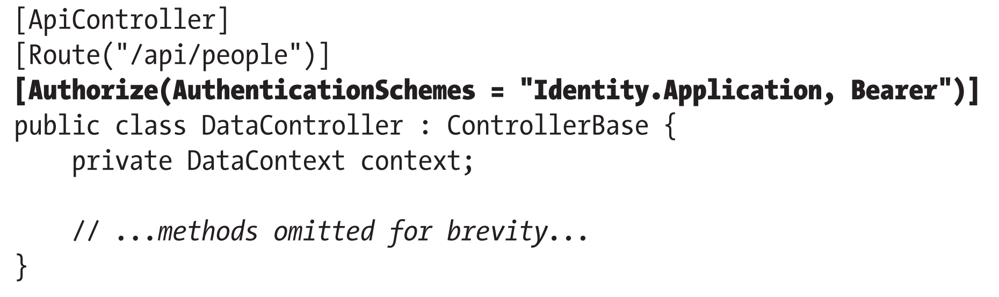 [ApiController]
[Route("/api/people")]
[Authorize(AuthenticationSchemes = "Identity.Application, Bearer")]
public class DataController : ControllerBase {
    private DataContext context;

    // ...methods omitted for brevity...
}